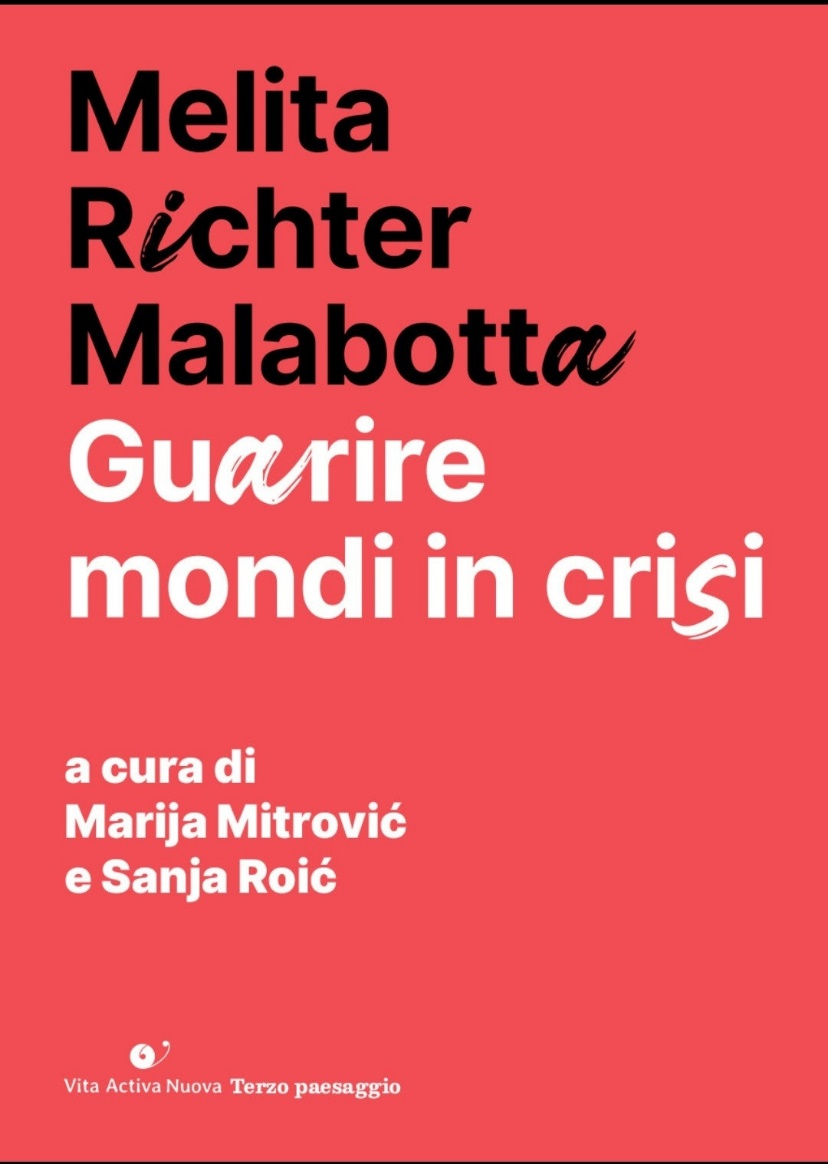 Melita
Richter
Malabotta
Guarire
mondi in crisi
a cura di
Marija Mitrović
e Sanja Roić
Vita Activa Nuova Terzo paesaggio